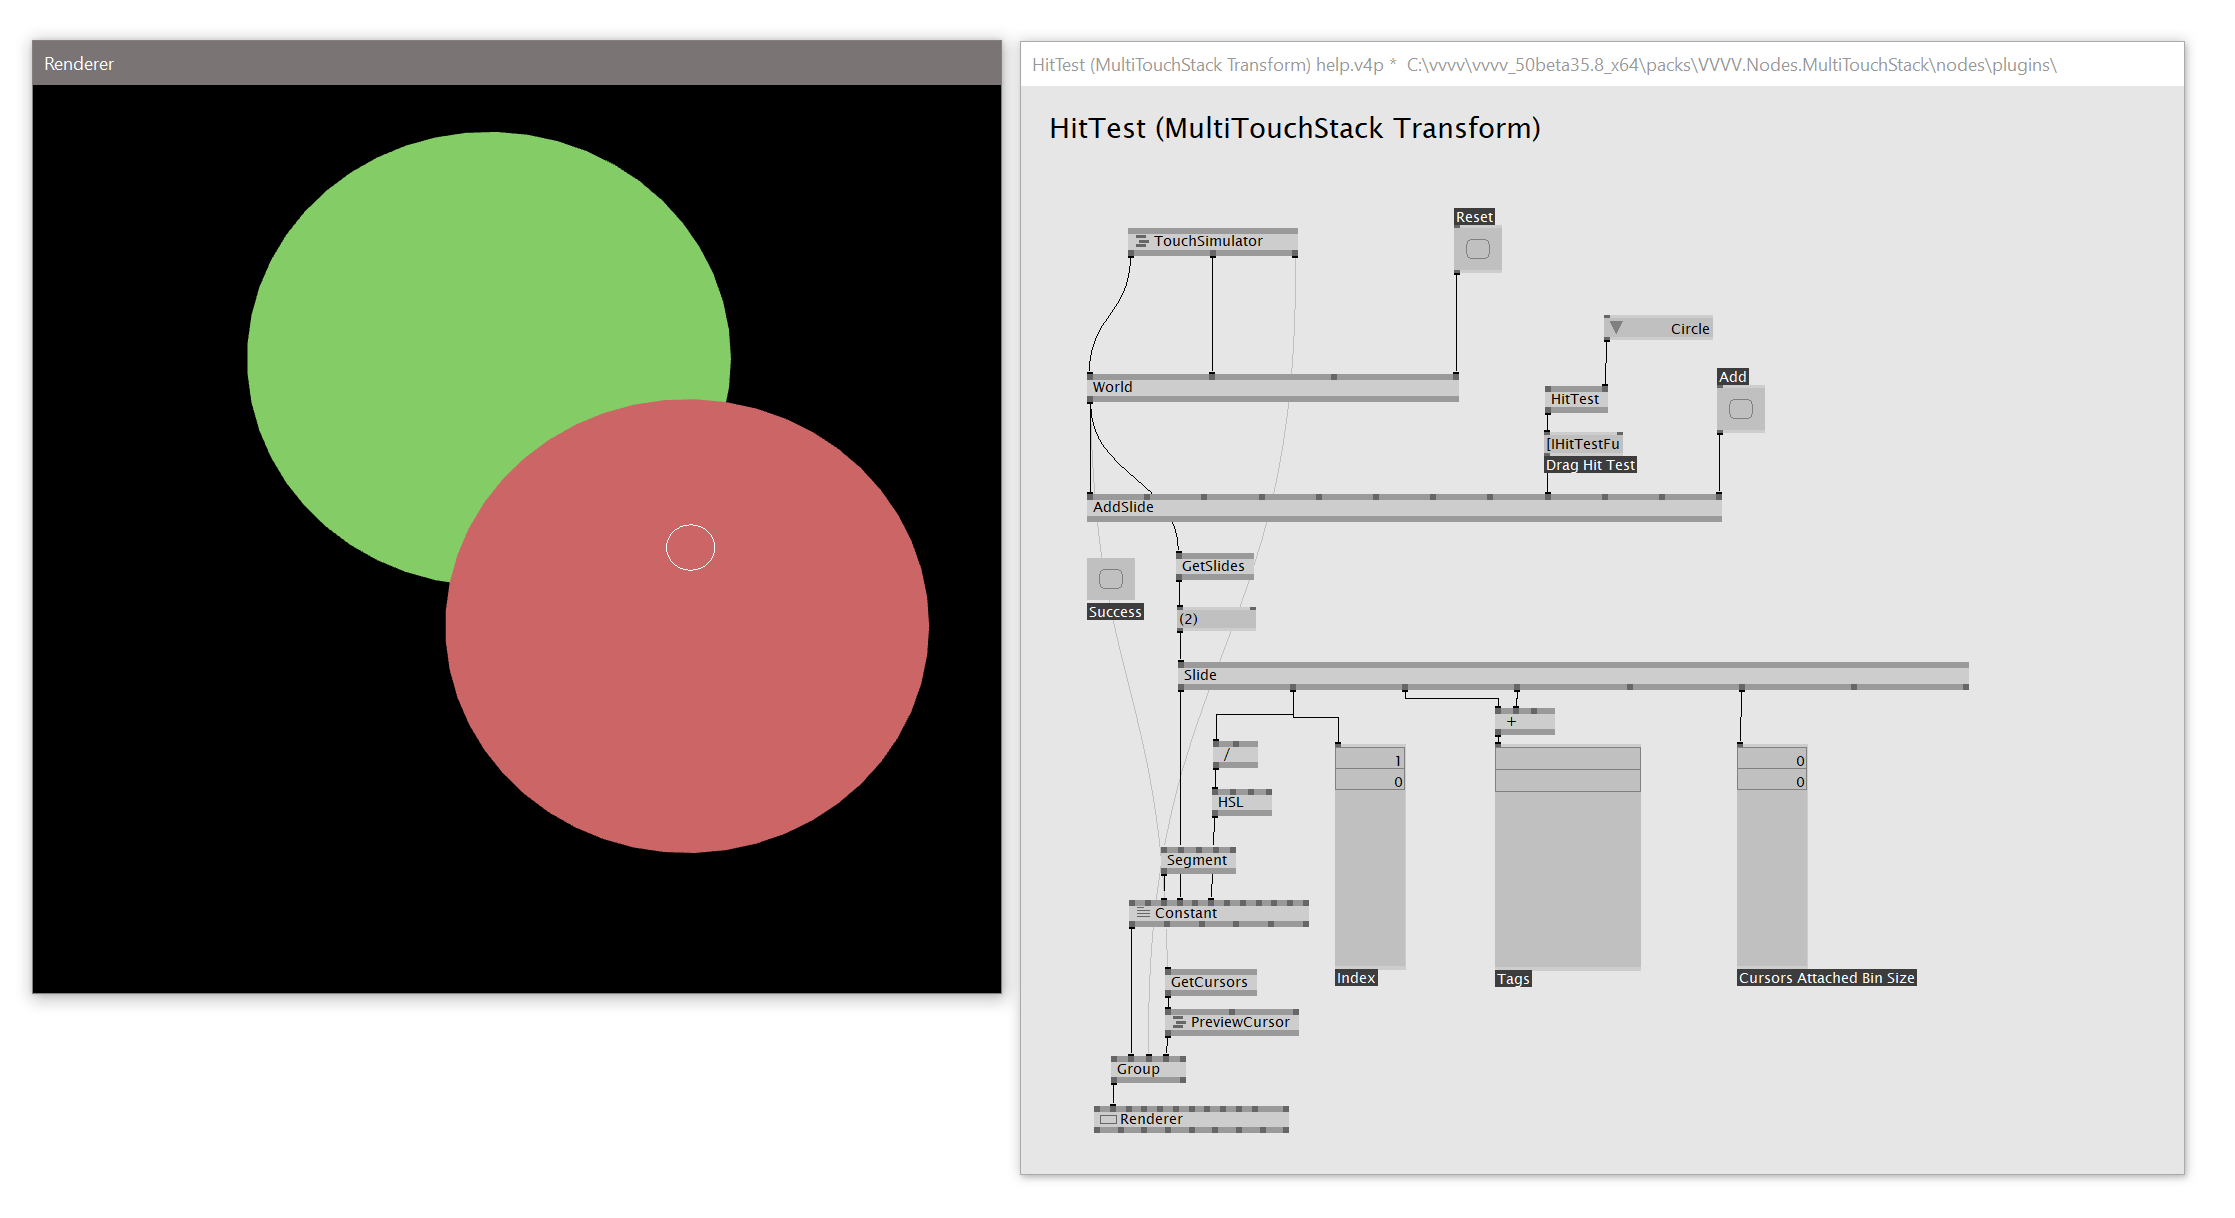 Renderer
HitTest (MultiTouchStack Transform) help.v4p *  C:\vvvv\vvvv_50beta35.8_x64\packs\VVVV.Nodes.MultiTouchStack\nodes\plugins\
HitTest (MultiTouchStack Transform)
Reset
TouchSimulator
Circle
World
Add
HitTest
[IHitTestFu
Drag Hit Test
AddSlide
GetSlides
Success
(2)
Slide
+
/
1
0
0
0
HSL
Segment
Constant
GetCursors
Index
Tags
Cursors Attached Bin Size
PreviewCursor
Group
Renderer